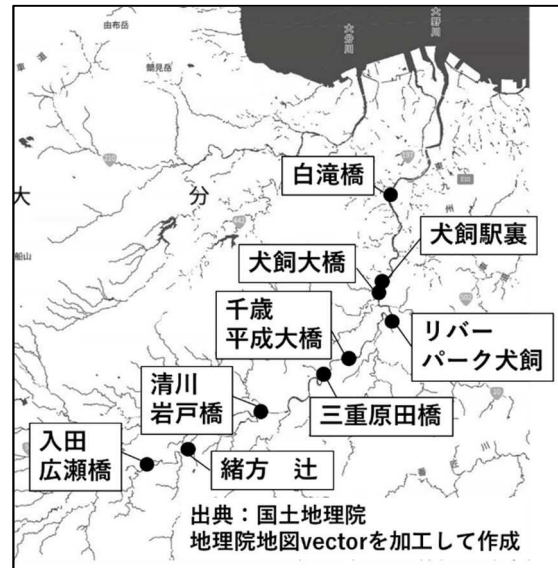 由布岳
鶴見岳
大分川
大野川
大
分
白滝橋
犬飼駅裏
犬飼大橋
千歳
平成大橋
リバー
パーク犬飼
清川
岩戸橋
三重原田橋
入田
広瀬橋
緒方 辻
出典:国土地理院
地理院地図vectorを加工して作成